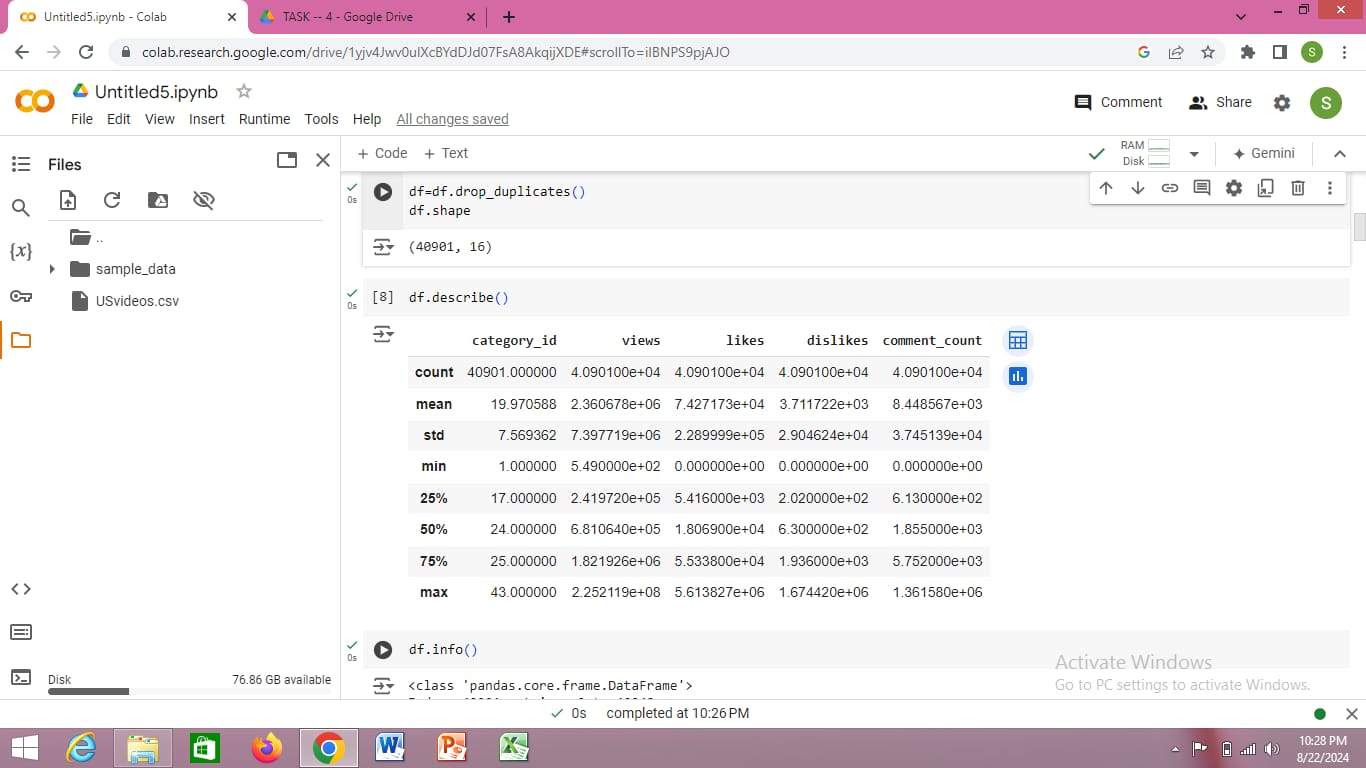 Untitled5.ipynb - Colab
TASK -- 4 - Google Drive
colab.research.google.com/drive/1yjv4Jwv0ulXcBYdDJd07FsA8AkqijXDE#scrollTo=iIBNPS9pjAJO
S
CO
Untitled5.ipynb
File Edit View Insert Runtime Tools Help All changes saved
Comment
Share
S
Files
+ Code + Text
RAM
Disk
Gemini
{x}
..
sample_data
USvideos.csv
0s
df=df.drop_duplicates()
df.shape
(40901, 16)
0s
[8] df.describe()
category_id views likes dislikes comment_count
count 40901.000000 4.090100e+04 4.090100e+04 4.090100e+04 4.090100e+04
mean 19.970588 2.360678e+06 7.427173e+04 3.711722e+03 8.448567e+03
std 7.569362 7.397719e+06 2.289999e+05 2.904624e+04 3.745139e+04
min 1.000000 5.490000e+02 0.000000e+00 0.000000e+00 0.000000e+00
25% 17.000000 2.419720e+05 5.416000e+03 2.020000e+02 6.130000e+02
50% 24.000000 6.810640e+05 1.806900e+04 6.300000e+02 1.855000e+03
75% 25.000000 1.821926e+06 5.533800e+04 1.936000e+03 5.752000e+03
max 43.000000 2.252119e+08 5.613827e+06 1.674420e+06 1.361580e+06
0s
df.info()
<class 'pandas.core.frame.DataFrame'>
Disk 76.86 GB available
Activate Windows
Go to PC settings to activate Windows.
0s completed at 10:26 PM
10:28 PM
8/22/2024